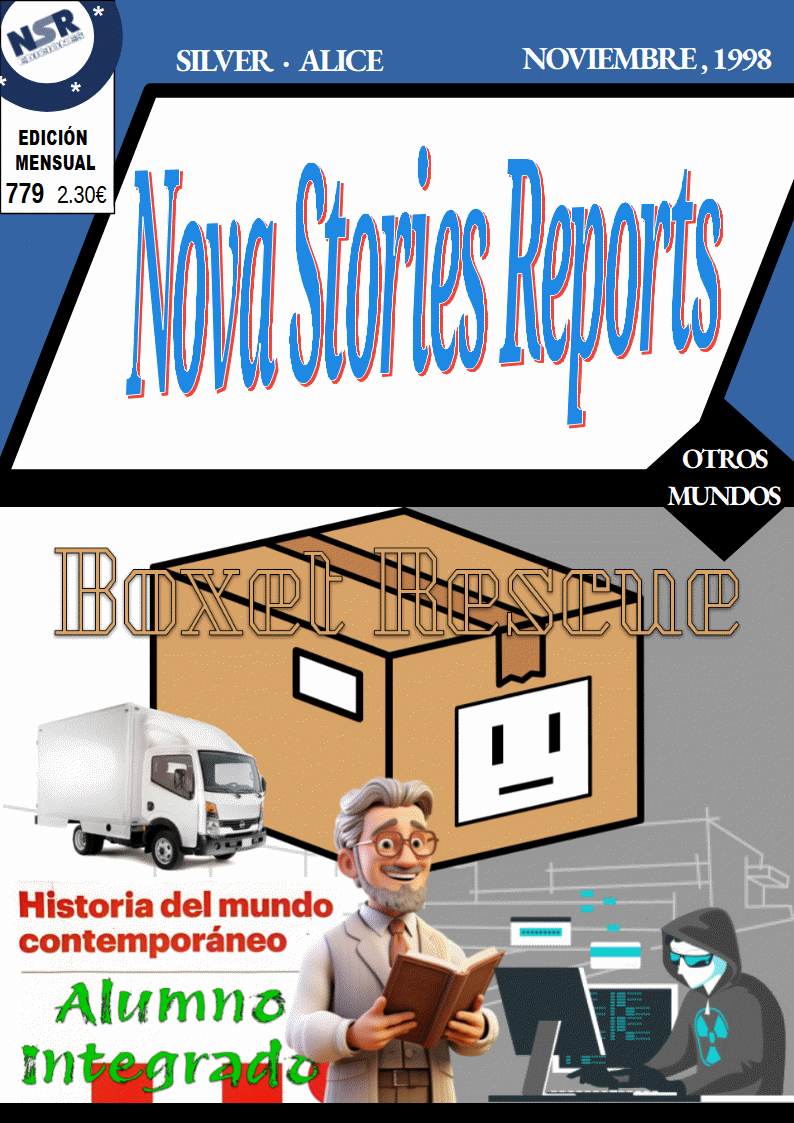 NSR
EDICIONES
SILVER · ALICE
NOVIEMBRE, 1998
EDICIÓN
MENSUAL
779 2.30€
Nova Stories Reports
OTROS
MUNDOS
Boxet Rescue
Historia del mundo
contemporáneo
Alumno
Integrado